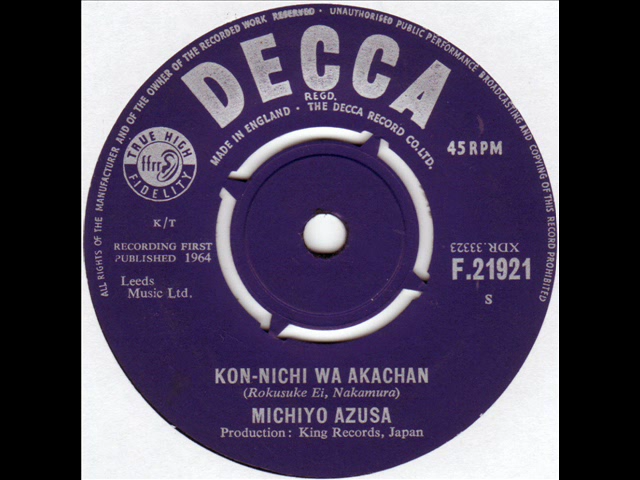 ALL RIGHTS OF THE MANUFACTURER AND OF THE OWNER OF THE RECORDED WORK RESERVED · UNAUTHORISED PUBLIC PERFORMANCE BROADCASTING AND COPYING OF THIS RECORD PROHIBITED
DECCA
REGD.
MADE IN ENGLAND · THE DECCA RECORD CO. LTD.
TRUE HIGH
ffrr
FIDELITY
45 RPM
K/T
RECORDING FIRST
PUBLISHED 1964
Leeds
Music Ltd.
XDR.33323
F.21921
S
KON-NICHI WA AKACHAN
(Rokusuke Ei, Nakamura)
MICHIYO AZUSA
Production: King Records, Japan